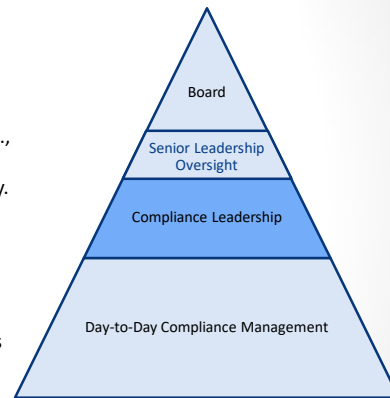 Board
.,
Senior Leadership
Oversight
y.
Compliance Leadership
Day-to-Day Compliance Management
s